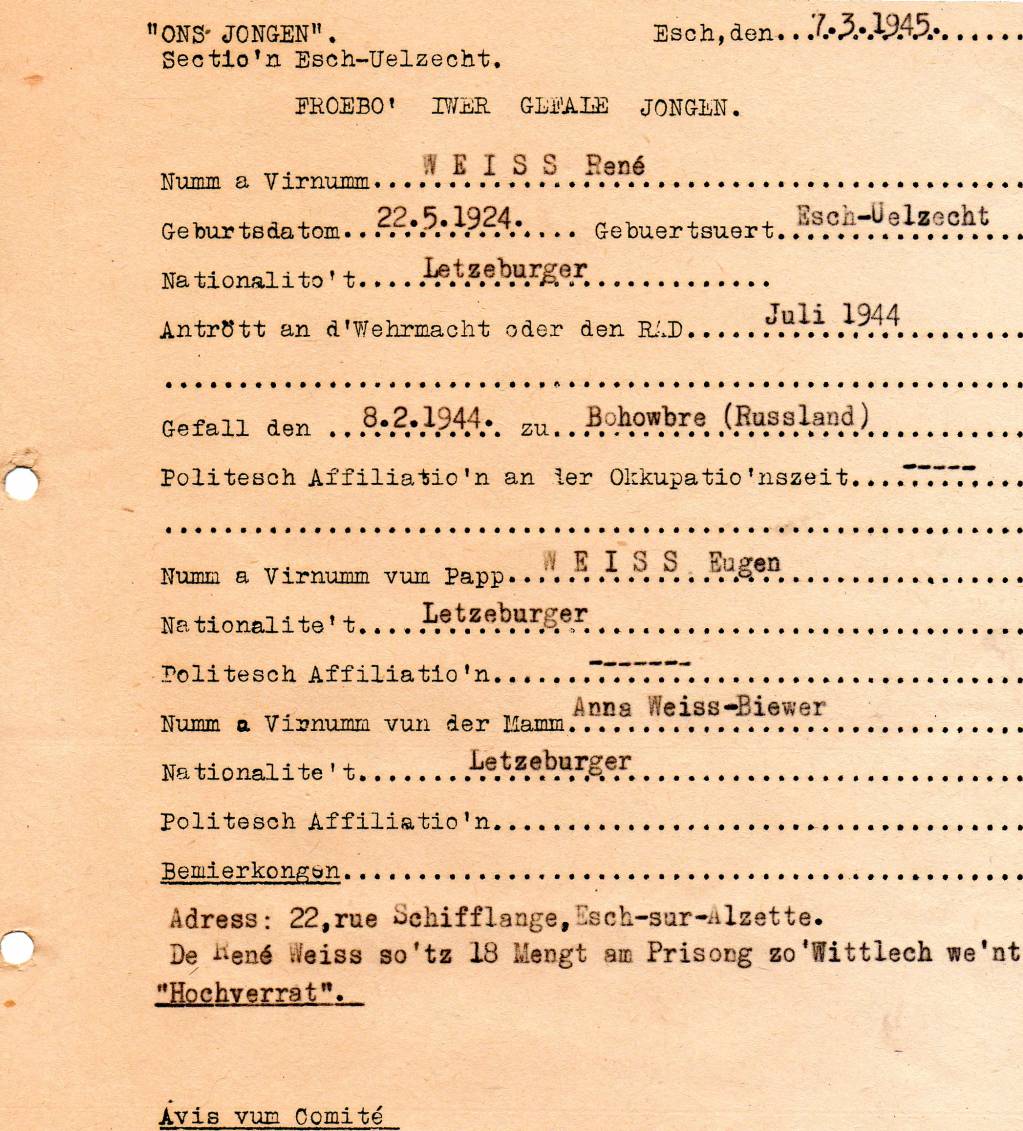 "ONS JONGEN". Esch,den...7.3.1945.......
Sectio'n Esch-Uelzecht.
FROEBO' IWER GEFALE JONGEN.
Numm a Virnumm....W E I S S René..............................
Geburtsdatom..22.5.1924..... Gebuertsuert.Esch-Uelzecht
Nationalito't....Letzeburger............
Antrött an d'Wehrmacht oder den RAD.....Juli 1944........
................................................................
Gefall den ..8.2.1944. zu..Bohowbre (Russland)..........
Politesch Affiliatio'n an der Okkupatio'nszeit...-----...
................................................................
Numm a Virnumm vum Papp..W E I S S Eugen................
Nationalite't....Letzeburger..............................
Politesch Affiliatio'n.....-------......................
Numm a Virnumm vun der Mamm.Anna Weiss-Biewer..........
Nationalite't.......Letzeburger..........................
Politesch Affiliatio'n....................................
Bemierkongen..............................................
Adress: 22,rue Schifflange,Esch-sur-Alzette.
De René Weiss so'tz 18 Mengt am Prisong zo'Wittlech we'nt
"Hochverrat".
Avis vum Comité